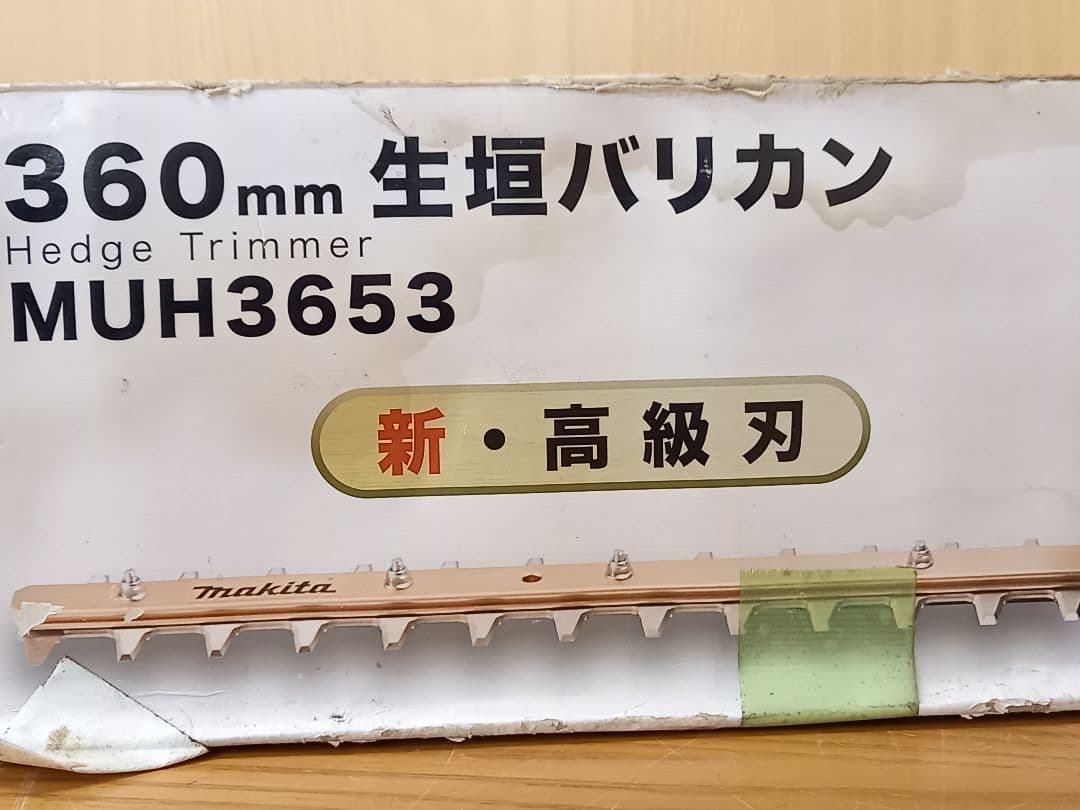 360mm 生垣バリカン
Hedge Trimmer
MUH3653
新・高級刃
makita